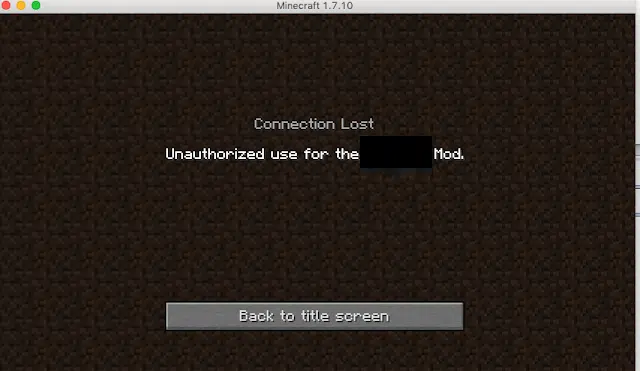 Minecraft 1.7.10
Connection Lost
Unauthorized use for the Mod.
Back to title screen